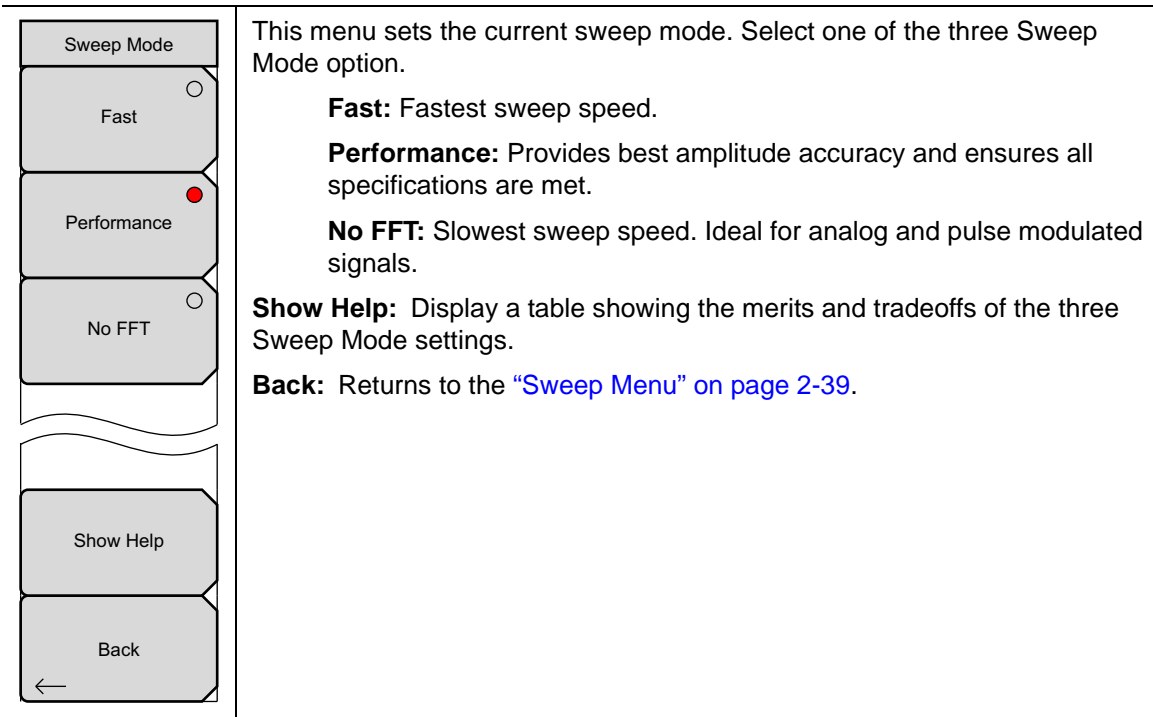 Sweep Mode
Fast
Performance
No FFT
Show Help
Back
This menu sets the current sweep mode. Select one of the three Sweep
Mode option.
Fast: Fastest sweep speed.
Performance: Provides best amplitude accuracy and ensures all
specifications are met.
No FFT: Slowest sweep speed. Ideal for analog and pulse modulated
signals.
Show Help: Display a table showing the merits and tradeoffs of the three
Sweep Mode settings.
Back: Returns to the “Sweep Menu” on page 2-39.